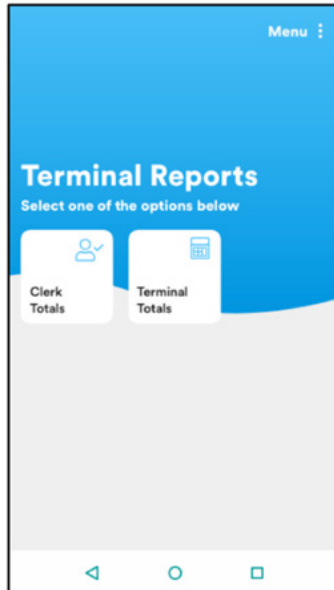 Menu
Terminal Reports
Select one of the options below
Clerk
Totals
Terminal
Totals